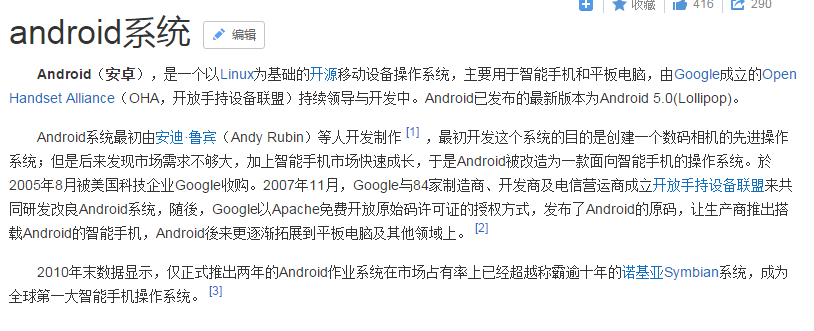 收藏 416 290
android系统 编辑
Android（安卓），是一个以Linux为基础的开源移动设备操作系统，主要用于智能手机和平板电脑，由Google成立的Open
Handset Alliance（OHA，开放手持设备联盟）持续领导与开发中。Android已发布的最新版本为Android 5.0(Lollipop)。
Android系统最初由安迪·鲁宾（Andy Rubin）等人开发制作 [1] ，最初开发这个系统的目的是创建一个数码相机的先进操作
系统；但是后来发现市场需求不够大，加上智能手机市场快速成长，于是Android被改造为一款面向智能手机的操作系统。於
2005年8月被美国科技企业Google收购。2007年11月，Google与84家制造商、开发商及电信营运商成立开放手持设备联盟来共
同研发改良Android系统，随後，Google以Apache免费开放原始码许可证的授权方式，发布了Android的原码，让生产商推出搭
载Android的智能手机，Android後来更逐渐拓展到平板电脑及其他领域上。 [2]
2010年末数据显示，仅正式推出两年的Android作业系统在市场占有率上已经超越称霸逾十年的诺基亚Symbian系统，成为
全球第一大智能手机操作系统。 [3]